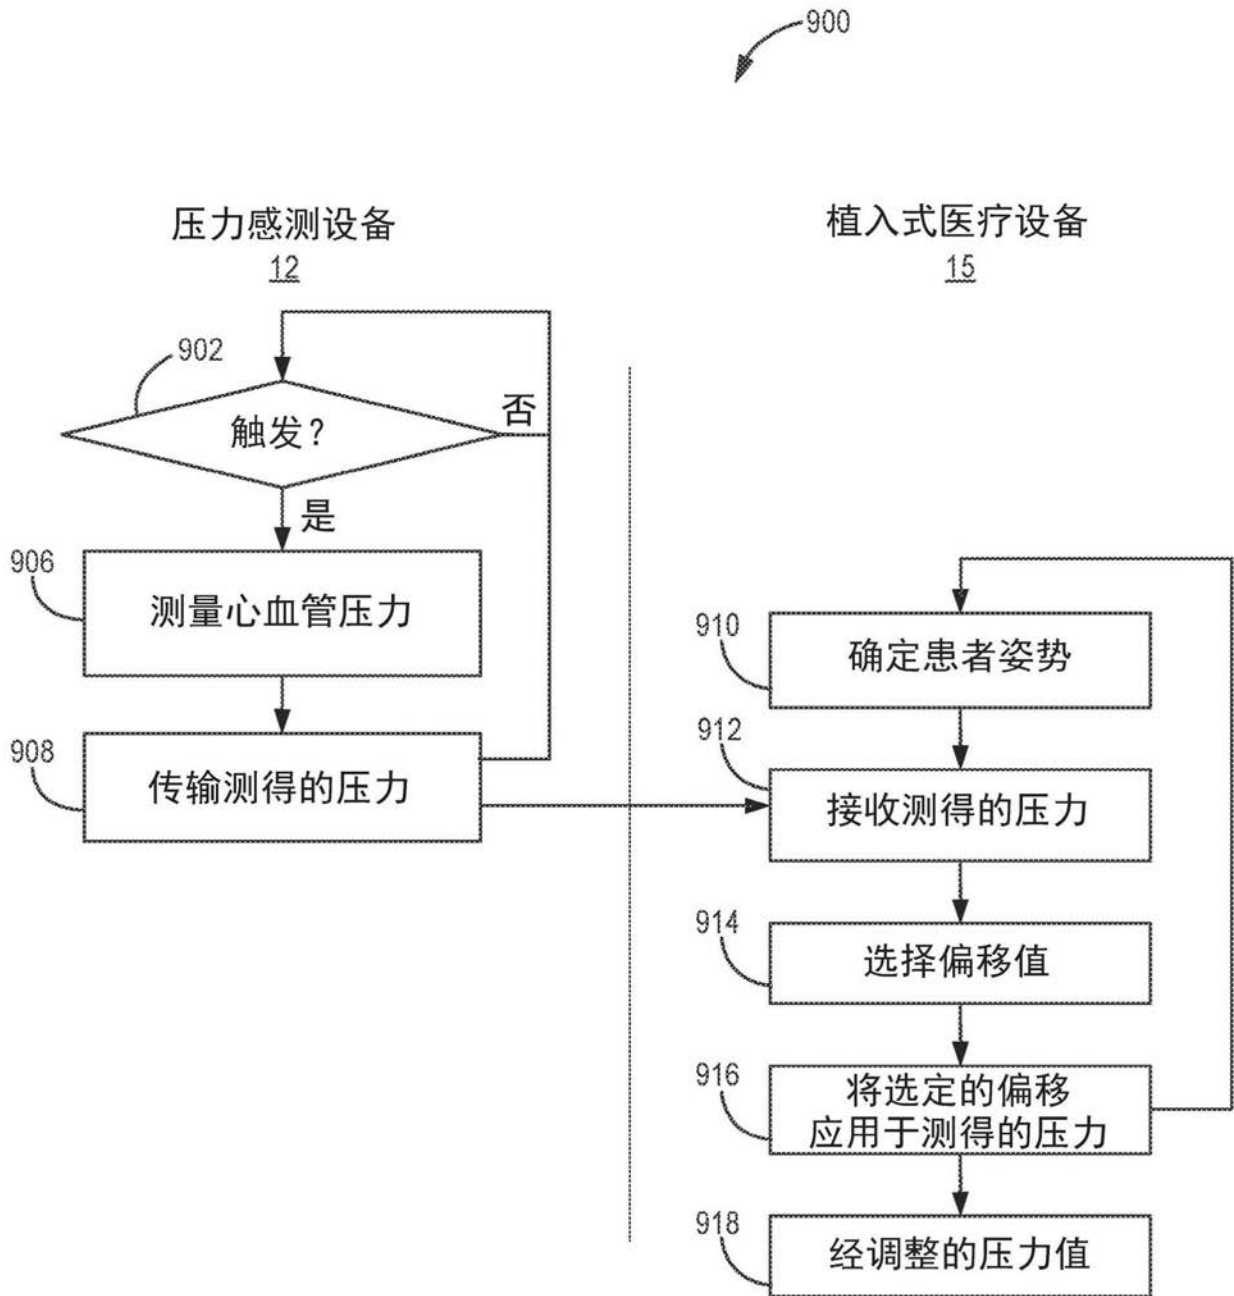 900
压力感测设备
12
植入式医疗设备
15
902
触发?
否
是
906
测量心血管压力
908
传输测得的压力
910
确定患者姿势
912
接收测得的压力
914
选择偏移值
916
将选定的偏移
应用于测得的压力
918
经调整的压力值